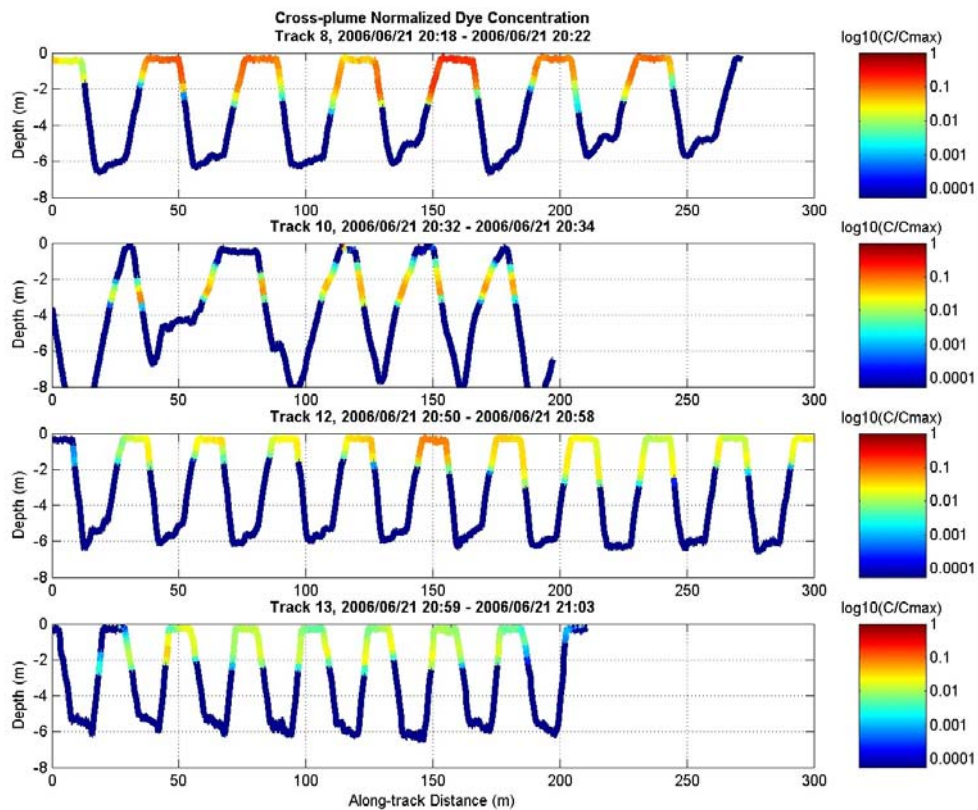 Cross-plume Normalized Dye Concentration
Track 8, 2006/06/21 20:18 - 2006/06/21 20:22
log10(C/Cmax)
Depth (m)
0
-2
-4
-6
-8
0 50 100 150 200 250 300
1
0.1
0.01
0.001
0.0001
Track 10, 2006/06/21 20:32 - 2006/06/21 20:34
log10(C/Cmax)
Depth (m)
0
-2
-4
-6
-8
0 50 100 150 200 250 300
1
0.1
0.01
0.001
0.0001
Track 12, 2006/06/21 20:50 - 2006/06/21 20:58
log10(C/Cmax)
Depth (m)
0
-2
-4
-6
-8
0 50 100 150 200 250 300
1
0.1
0.01
0.001
0.0001
Track 13, 2006/06/21 20:59 - 2006/06/21 21:03
log10(C/Cmax)
Depth (m)
0
-2
-4
-6
-8
0 50 100 150 200 250 300
Along-track Distance (m)
1
0.1
0.01
0.001
0.0001